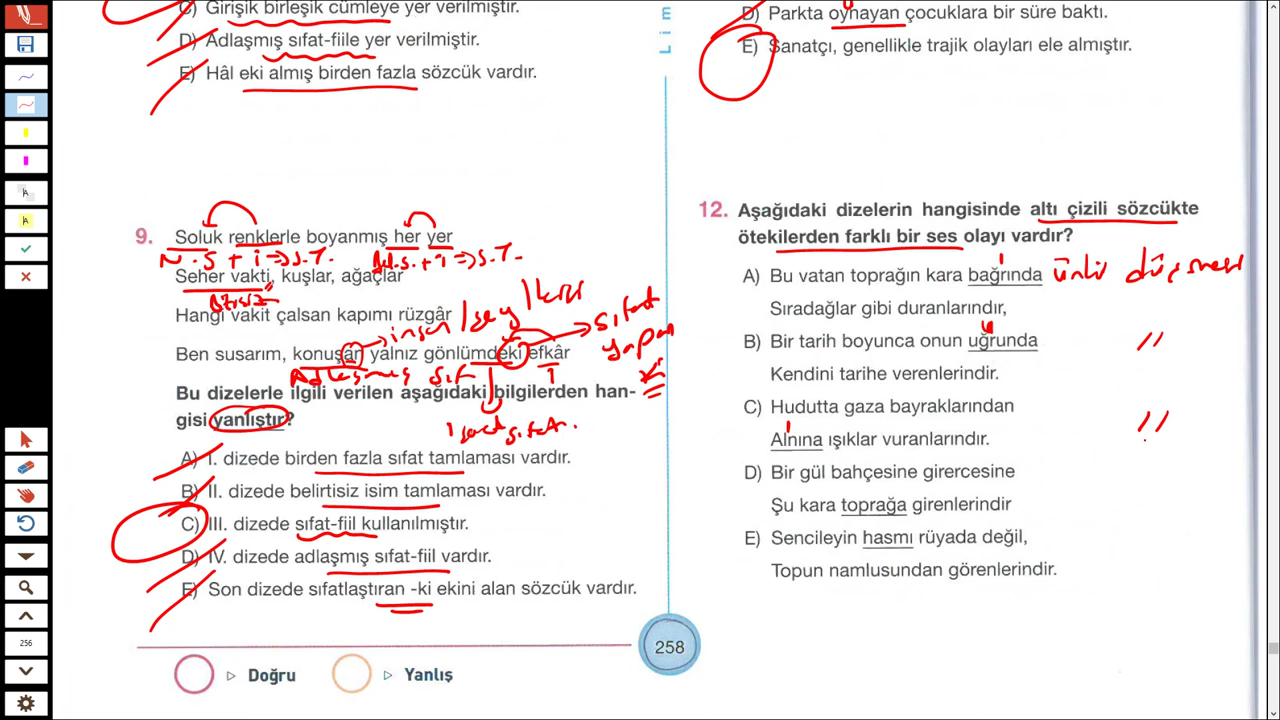 C) Girişik birleşik cümleye yer verilmiştir.
D) Adlaşmış sıfat-fiile yer verilmiştir.
E) Hâl eki almış birden fazla sözcük vardır.
9. Soluk renklerle boyanmış her yer
N.S + İ => S.T.
+ İ => S.T.
Seher vakti, kuşlar, ağaçlar
Btisiz
Hangi vakit çalsan kapımı rüzgâr
insan / şey / kişi
Ben susarım, konuşan yalnız gönlümdeki efkâr
sıfat
yapan
Adlaşmış S.F
İ
Bu dizelerle ilgili verilen aşağıdaki bilgilerden han-
gisi yanlıştır?
A) I. dizede birden fazla sıfat tamlaması vardır.
B) II. dizede belirtisiz isim tamlaması vardır.
C) III. dizede sıfat-fiil kullanılmıştır.
D) IV. dizede adlaşmış sıfat-fiil vardır.
E) Son dizede sıfatlaştıran -ki ekini alan sözcük vardır.
Doğru
Yanlış
258
Lim
D) Parkta oynayan çocuklara bir süre baktı.
E) Sanatçı, genellikle trajik olayları ele almıştır.
12. Aşağıdaki dizelerin hangisinde altı çizili sözcükte
ötekilerden farklı bir ses olayı vardır?
A) Bu vatan toprağın kara bağrında ünlü düşmesi
Sıradağlar gibi duranlarındır,
B) Bir tarih boyunca onun uğrunda "
Kendini tarihe verenlerindir.
C) Hudutta gaza bayraklarından "
Alnına ışıklar vuranlarındır.
D) Bir gül bahçesine girercesine
Şu kara toprağa girenlerindir
E) Sencileyin hasmı rüyada değil,
Topun namlusundan görenlerindir.
256